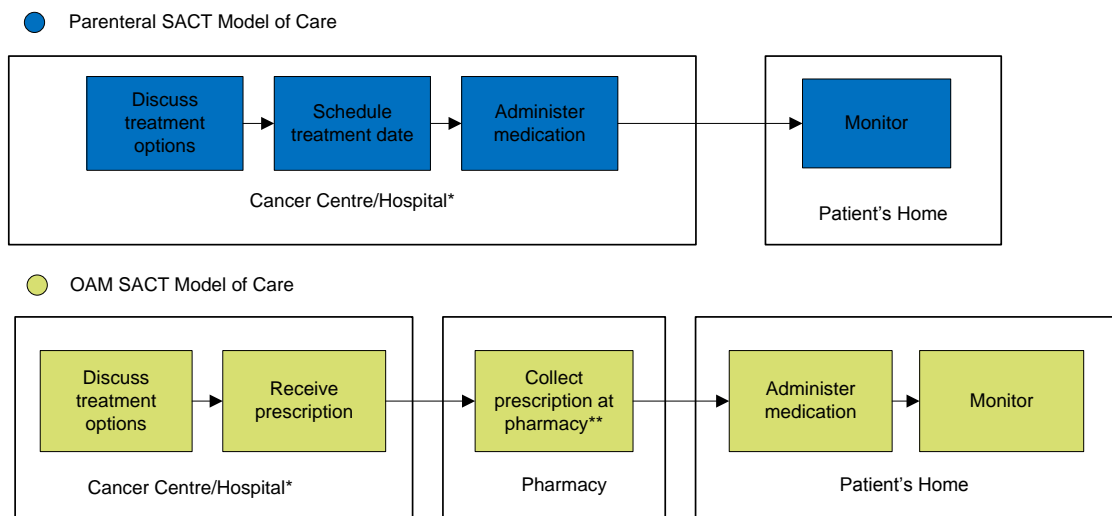 Parenteral SACT Model of Care
Discuss
treatment
options
Schedule
treatment date
Administer
medication
Monitor
Cancer Centre/Hospital*
Patient’s Home
OAM SACT Model of Care
Discuss
treatment
options
Receive
prescription
Collect
prescription at
pharmacy**
Administer
medication
Monitor
Cancer Centre/Hospital*
Pharmacy
Patient’s Home